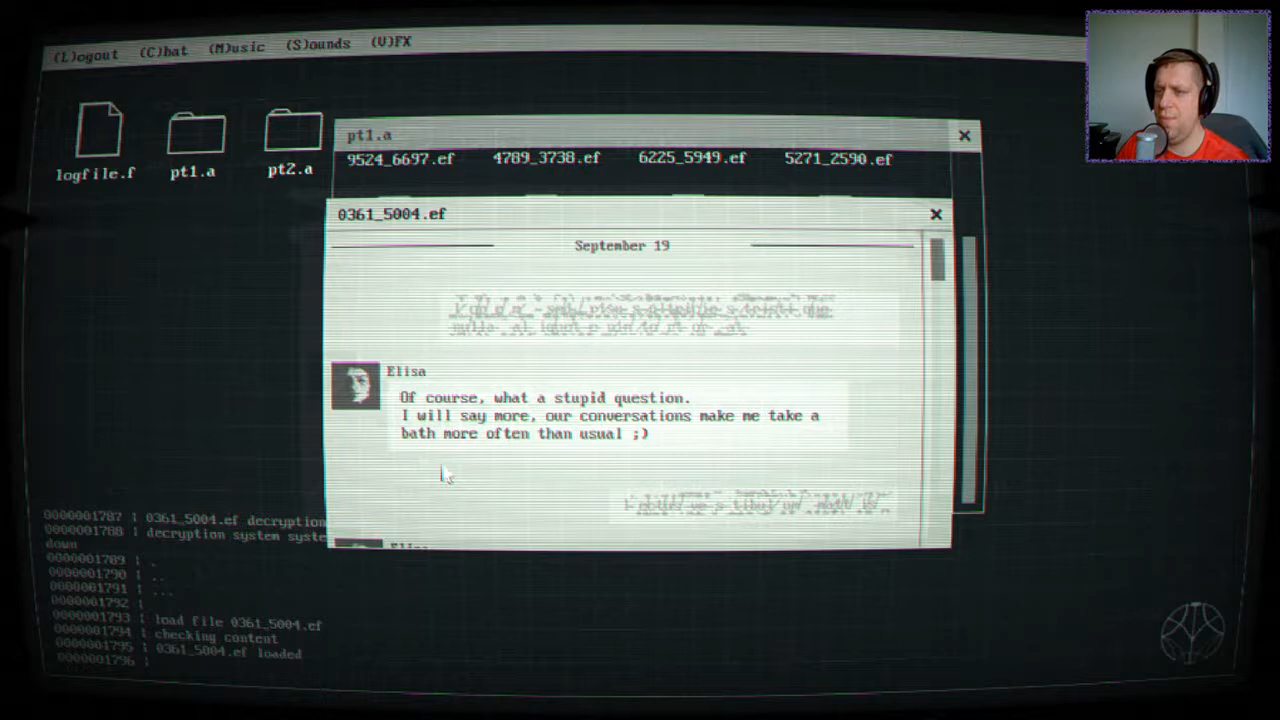 (L)ogout (C)hat (M)usic (S)ounds (V)FX
logfile.f
pt1.a
pt2.a
pt1.a
9524_6697.ef 4789_3738.ef 6225_5949.ef 5271_2590.ef
0361_5004.ef
September 19
Elisa
Of course, what a stupid question.
I will say more, our conversations make me take a
bath more often than usual ;)
0000001787 | 0361_5004.ef decryption
0000001788 | decryption system syste
down
0000001789 | .
0000001790 | ..
0000001791 | ...
0000001792 |
0000001793 | load file 0361_5004.ef
0000001794 | checking content
0000001795 | 0361_5004.ef loaded
0000001796 |